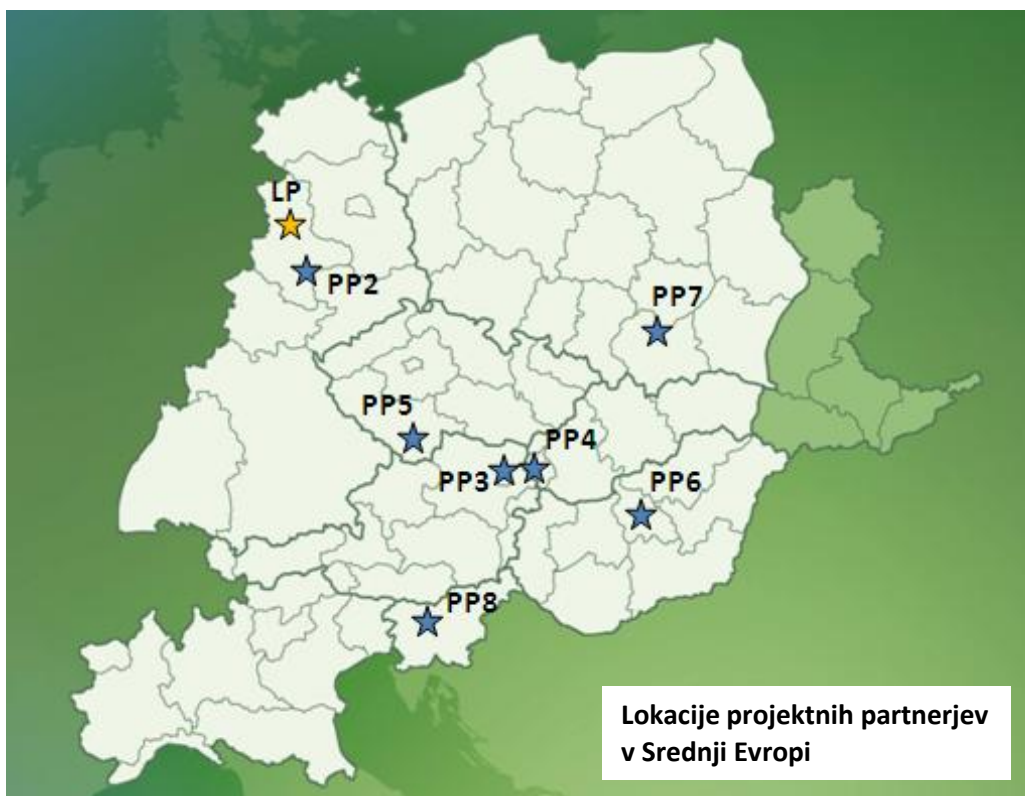 LP
PP2
PP7
PP5
PP4
PP3
PP6
PP8
Lokacije projektnih partnerjev
v Srednji Evropi